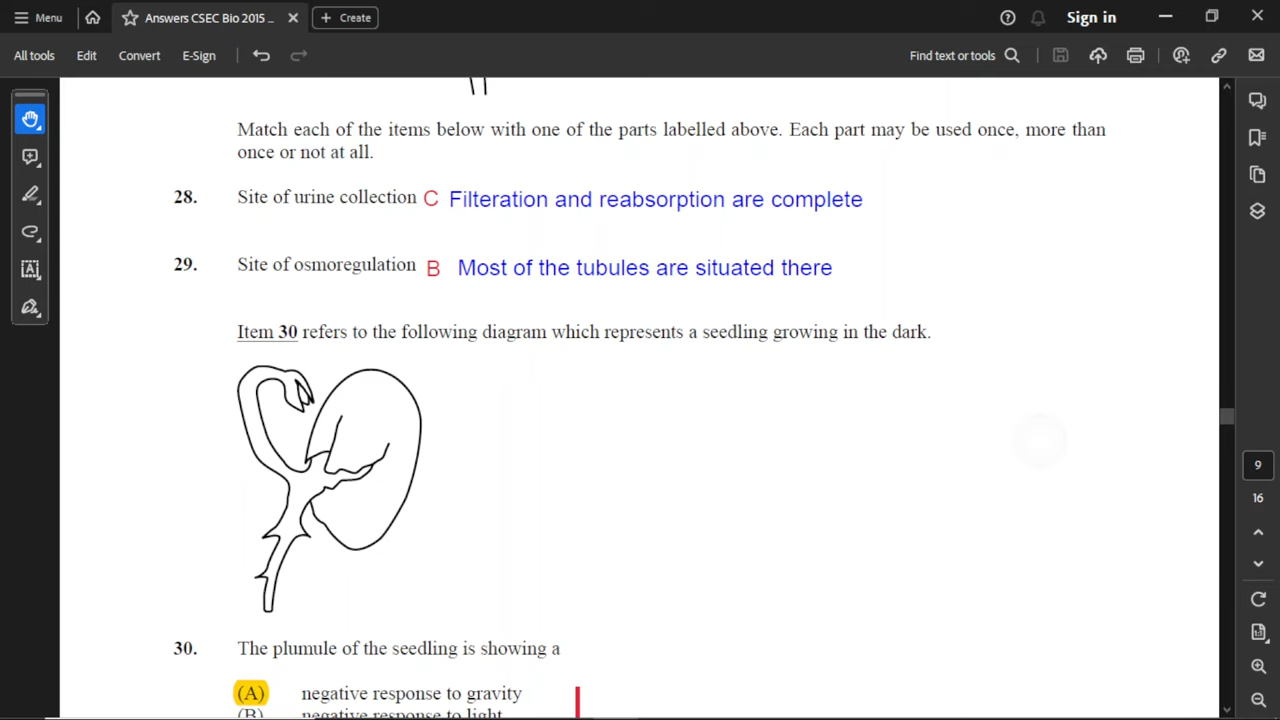 Menu
Answers CSEC Bio 2015 ...
Create
Sign in
All tools
Edit
Convert
E-Sign
Find text or tools
Match each of the items below with one of the parts labelled above. Each part may be used once, more than
once or not at all.
28. Site of urine collection C Filteration and reabsorption are complete
29. Site of osmoregulation B Most of the tubules are situated there
Item 30 refers to the following diagram which represents a seedling growing in the dark.
30. The plumule of the seedling is showing a
(A) negative response to gravity
(B) negative response to light
9
16